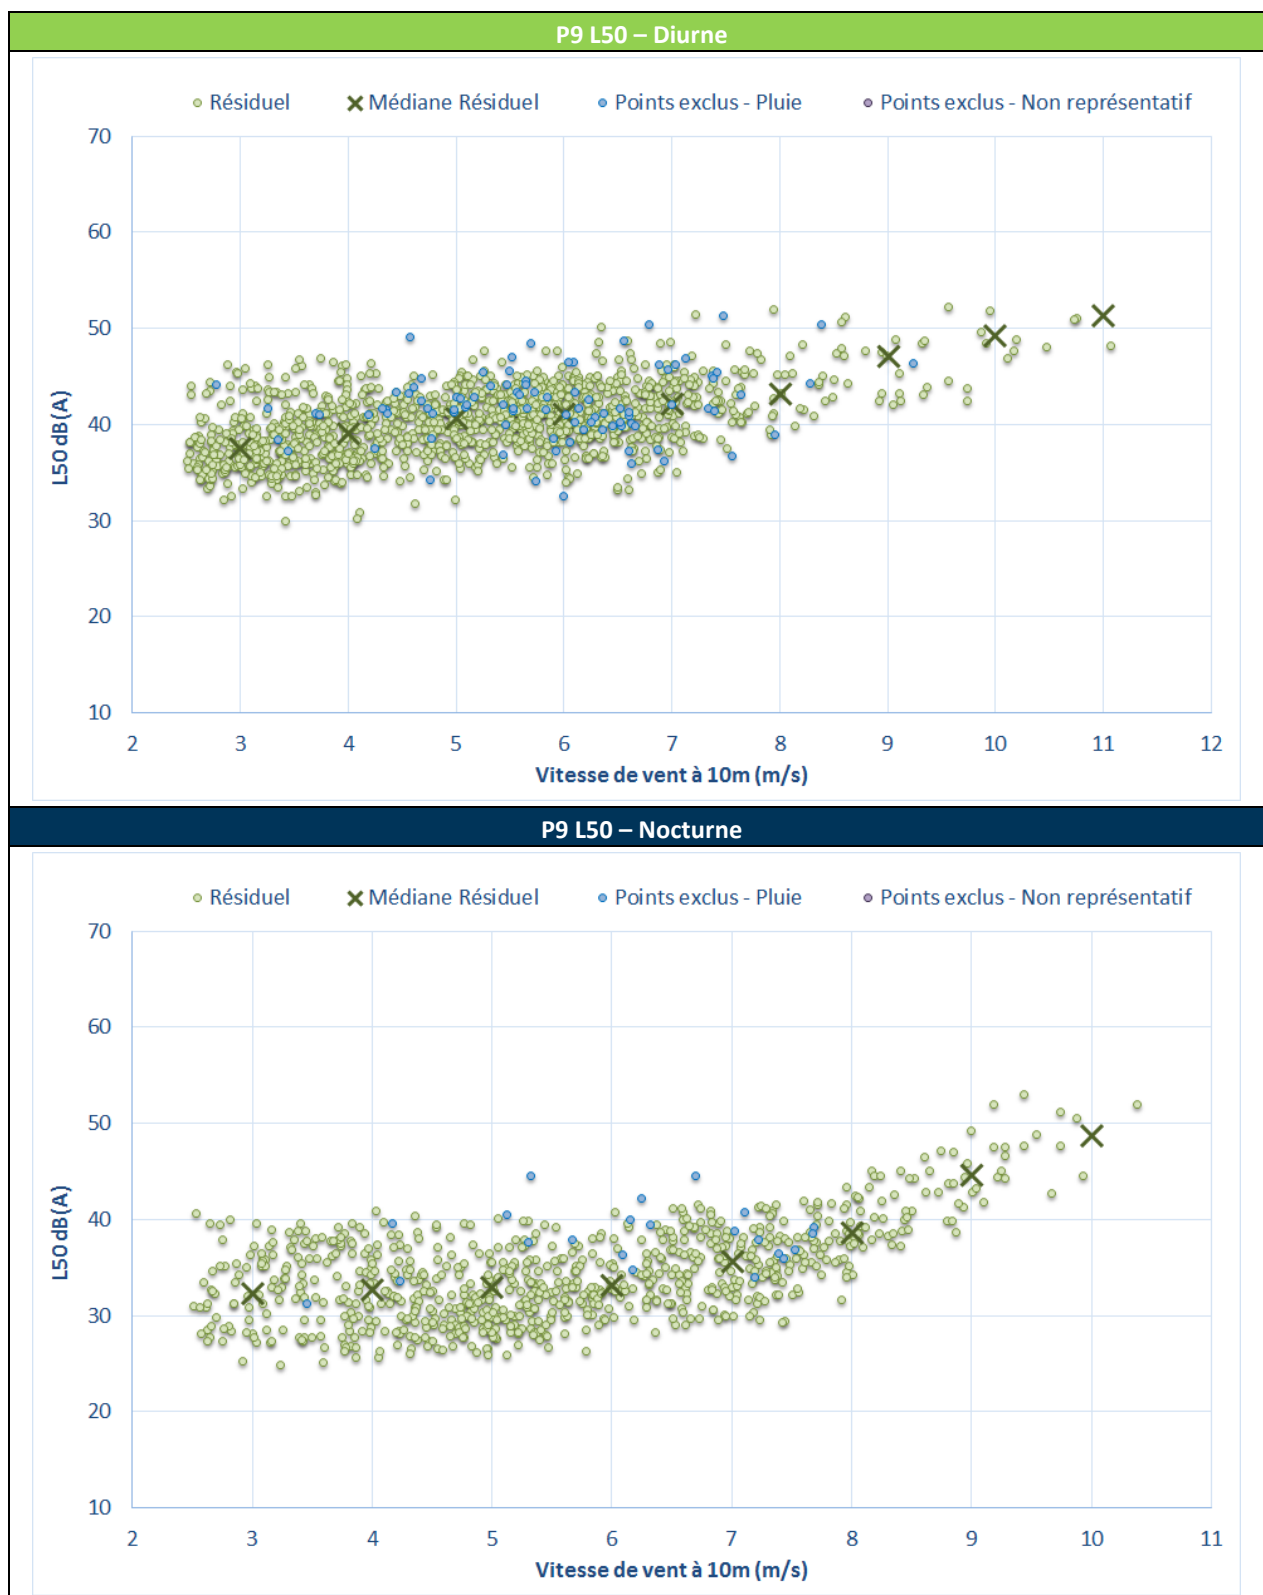 P9 L50 – Diurne
Résiduel Médiane Résiduel Points exclus - Pluie Points exclus - Non représentatif
70
60
50
40
30
20
10
L50 dB(A)
2 3 4 5 6 7 8 9 10 11 12
Vitesse de vent à 10m (m/s)
P9 L50 – Nocturne
Résiduel Médiane Résiduel Points exclus - Pluie Points exclus - Non représentatif
70
60
50
40
30
20
10
L50 dB(A)
2 3 4 5 6 7 8 9 10 11
Vitesse de vent à 10m (m/s)